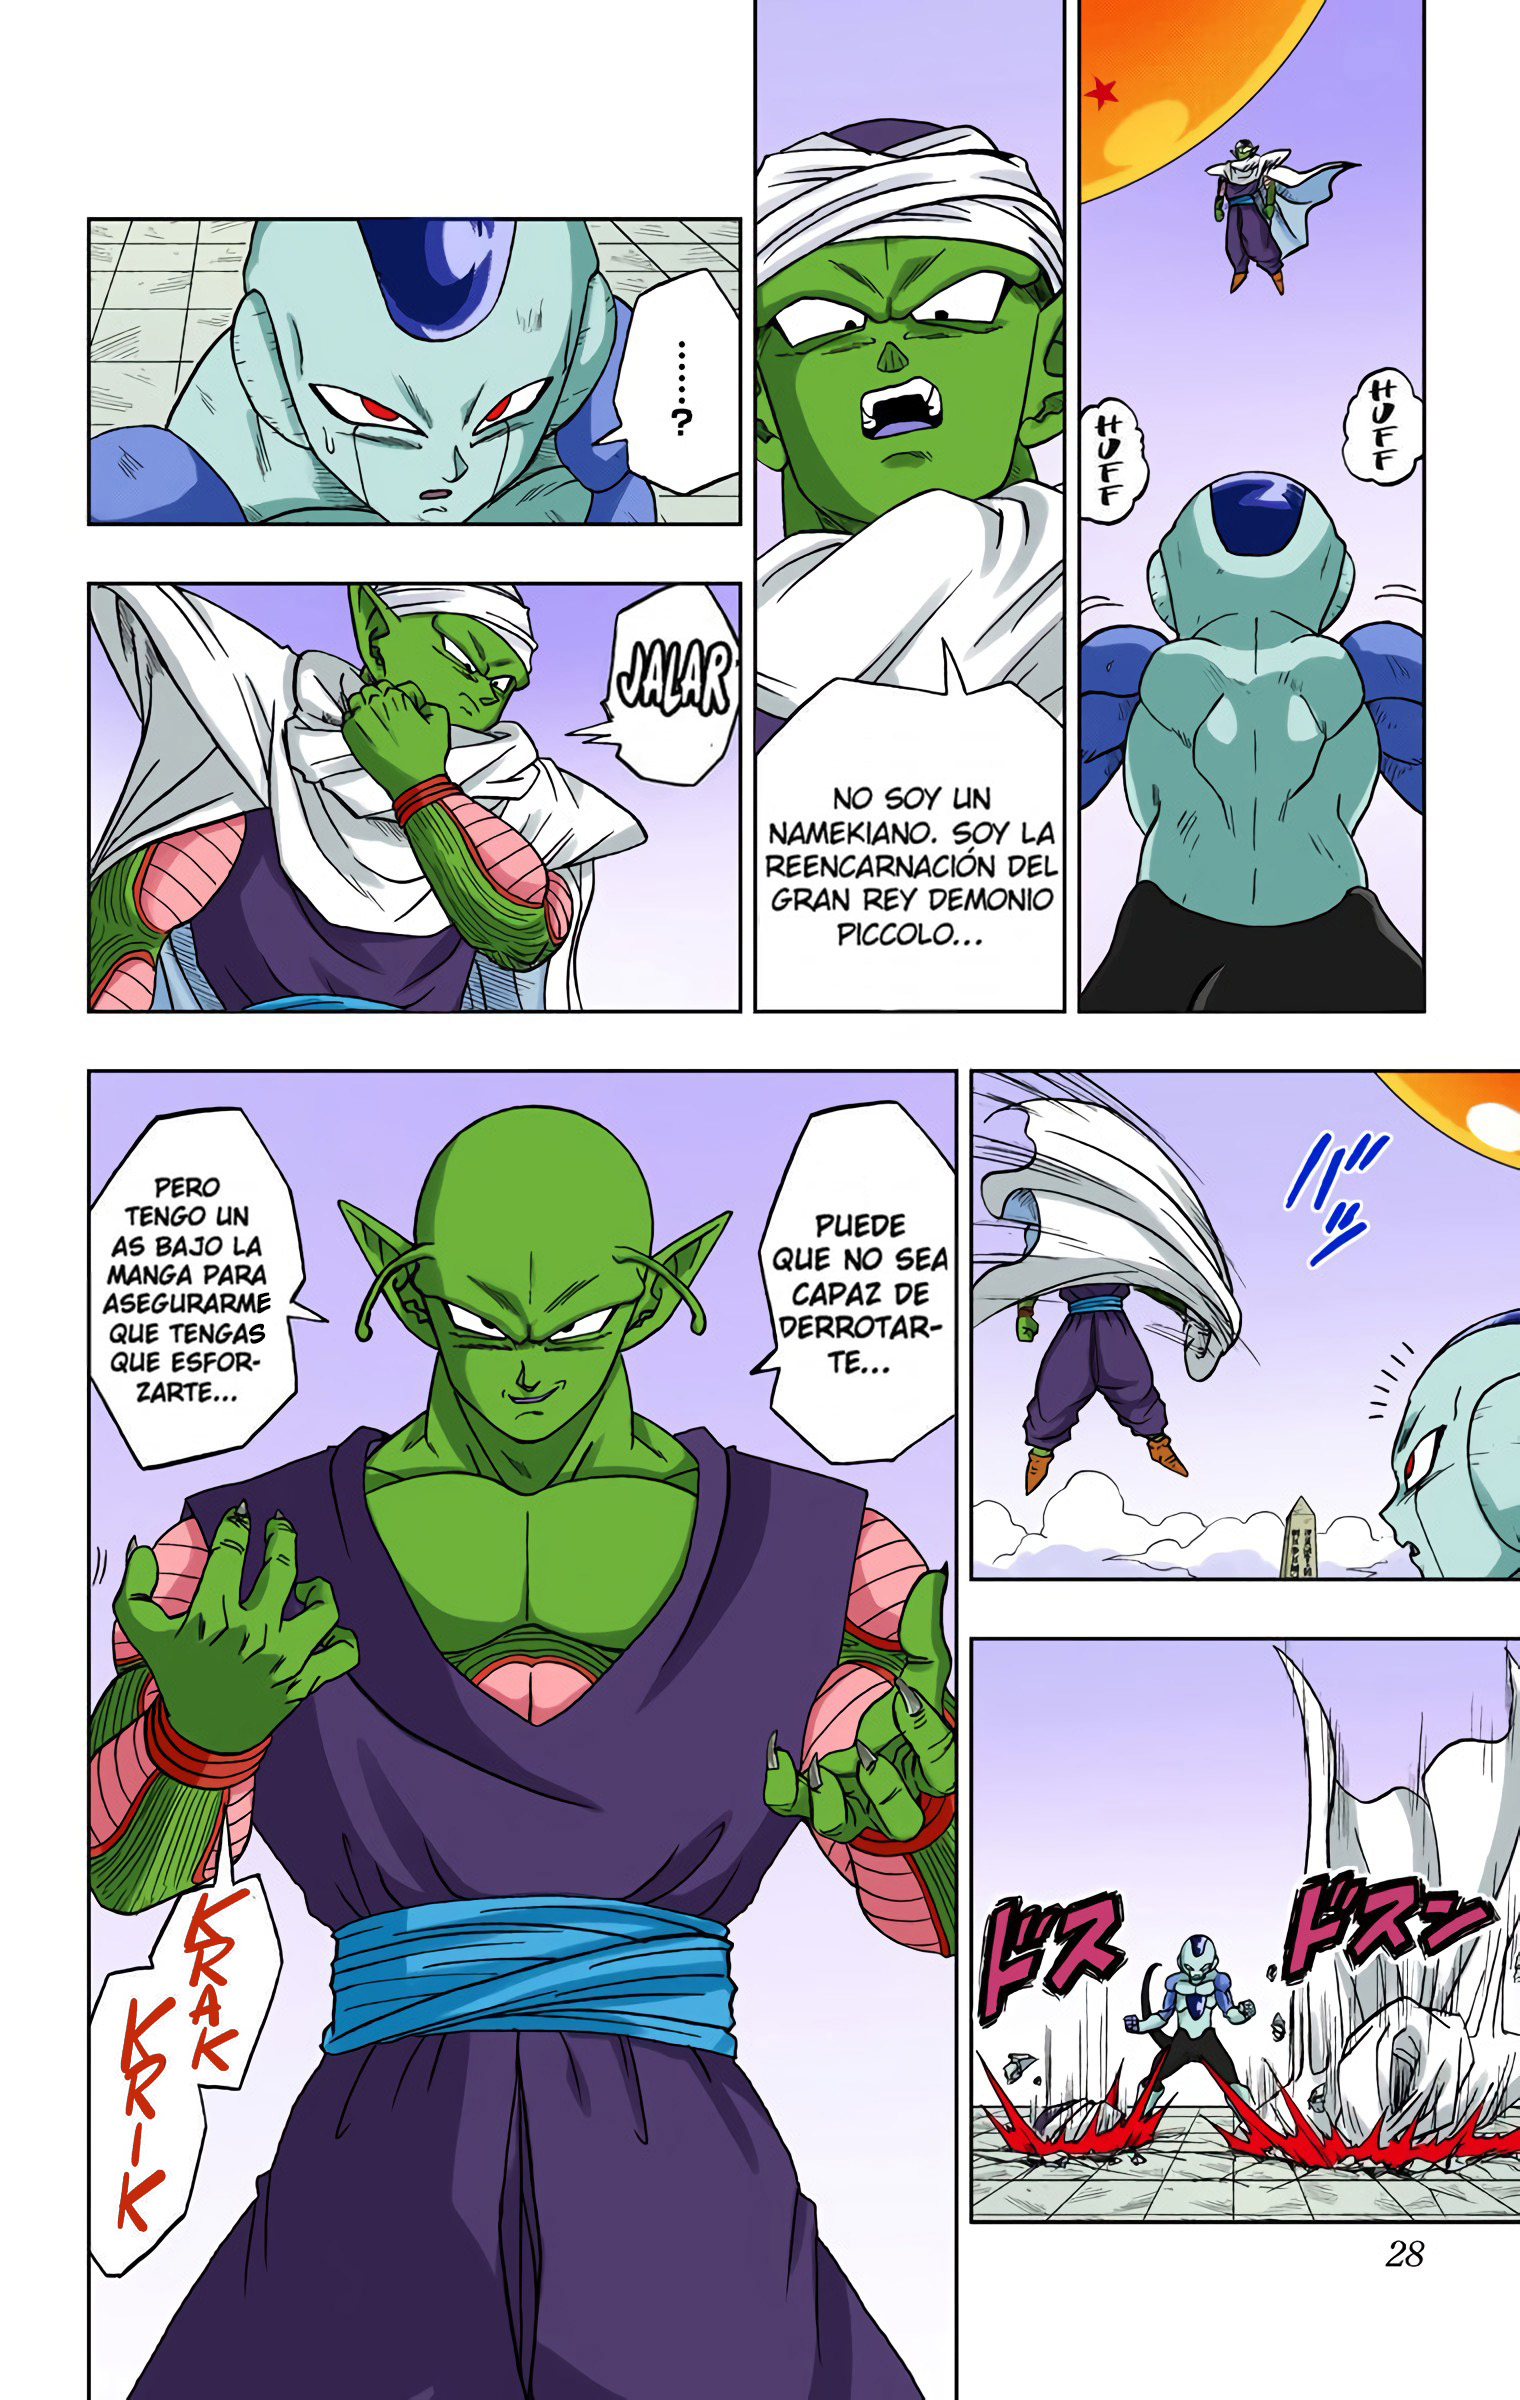 HUFF
HUFF
NO SOY UN
NAMEKIANO. SOY LA
REENCARNACIÓN DEL
GRAN REY DEMONIO
PICCOLO...
.......?
JALAR
バッ
ドスン
ドス
PUEDE
QUE NO SEA
CAPAZ DE
DERROTAR-
TE...
PERO
TENGO UN
AS BAJO LA
MANGA PARA
ASEGURARME
QUE TENGAS
QUE ESFOR-
ZARTE...
KRAK
KRIK
28